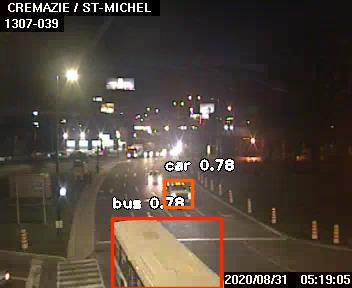 CREMAZIE / ST-MICHEL
1307-039
car 0.78
bus 0.78
2020/08/31 05:19:05